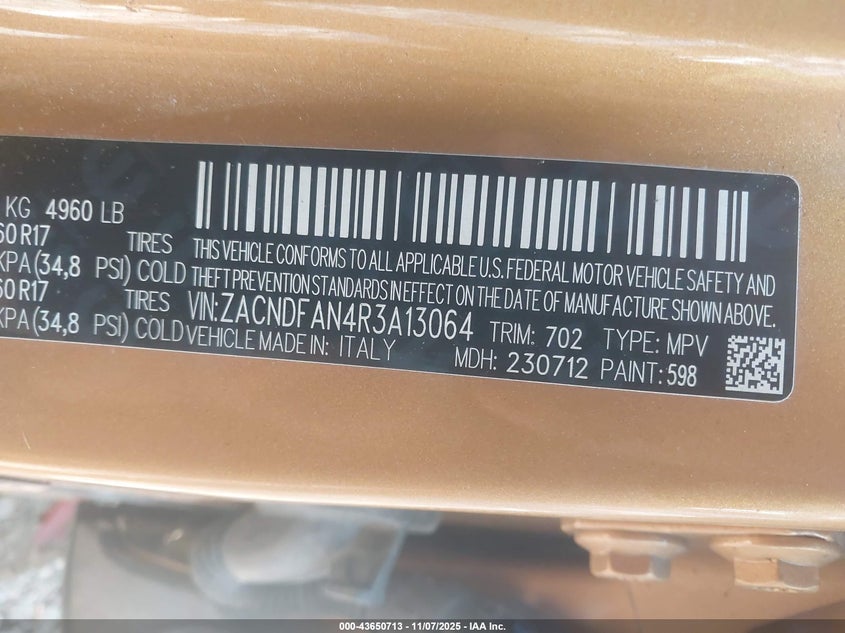 KG 4960 LB
60 R17 TIRES
KPA(34,8 PSI) COLD
60 R17 TIRES
KPA(34,8 PSI) COLD
THIS VEHICLE CONFORMS TO ALL APPLICABLE U.S. FEDERAL MOTOR VEHICLE SAFETY AND
THEFT PREVENTION STANDARDS IN EFFECT ON THE DATE OF MANUFACTURE SHOWN ABOVE.
VIN:ZACNDFAN4R3A13064 TRIM: 702 TYPE: MPV
VEHICLE MADE IN: ITALY MDH: 230712 PAINT: 598
000-43650713 - 11/07/2025 - IAA Inc.